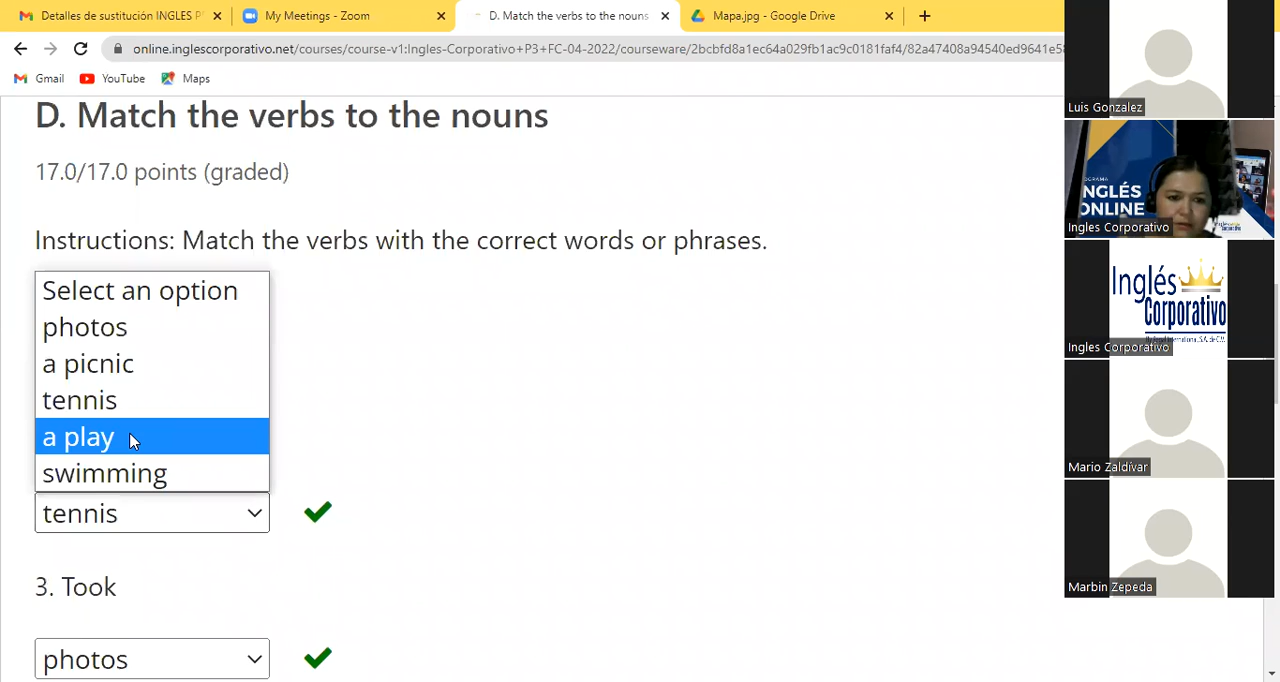 Detalles de sustitución INGLES P
My Meetings - Zoom
D. Match the verbs to the nouns
Mapa.jpg - Google Drive
online.inglescorporativo.net/courses/course-v1:Ingles-Corporativo+P3+FC-04-2022/courseware/2bcbfd8a1ec64a029fb1ac9c0181faf4/82a47408a94540ed9641e5
Gmail
YouTube
Maps
D. Match the verbs to the nouns
17.0/17.0 points (graded)
Instructions: Match the verbs with the correct words or phrases.
Select an option
photos
a picnic
tennis
a play
swimming
tennis
3. Took
photos
Luis Gonzalez
INGLÉS
ONLINE
Ingles Corporativo
Inglés
Corporativo
Ingles Corporativo
Mario Zaldívar
Marbin Zepeda